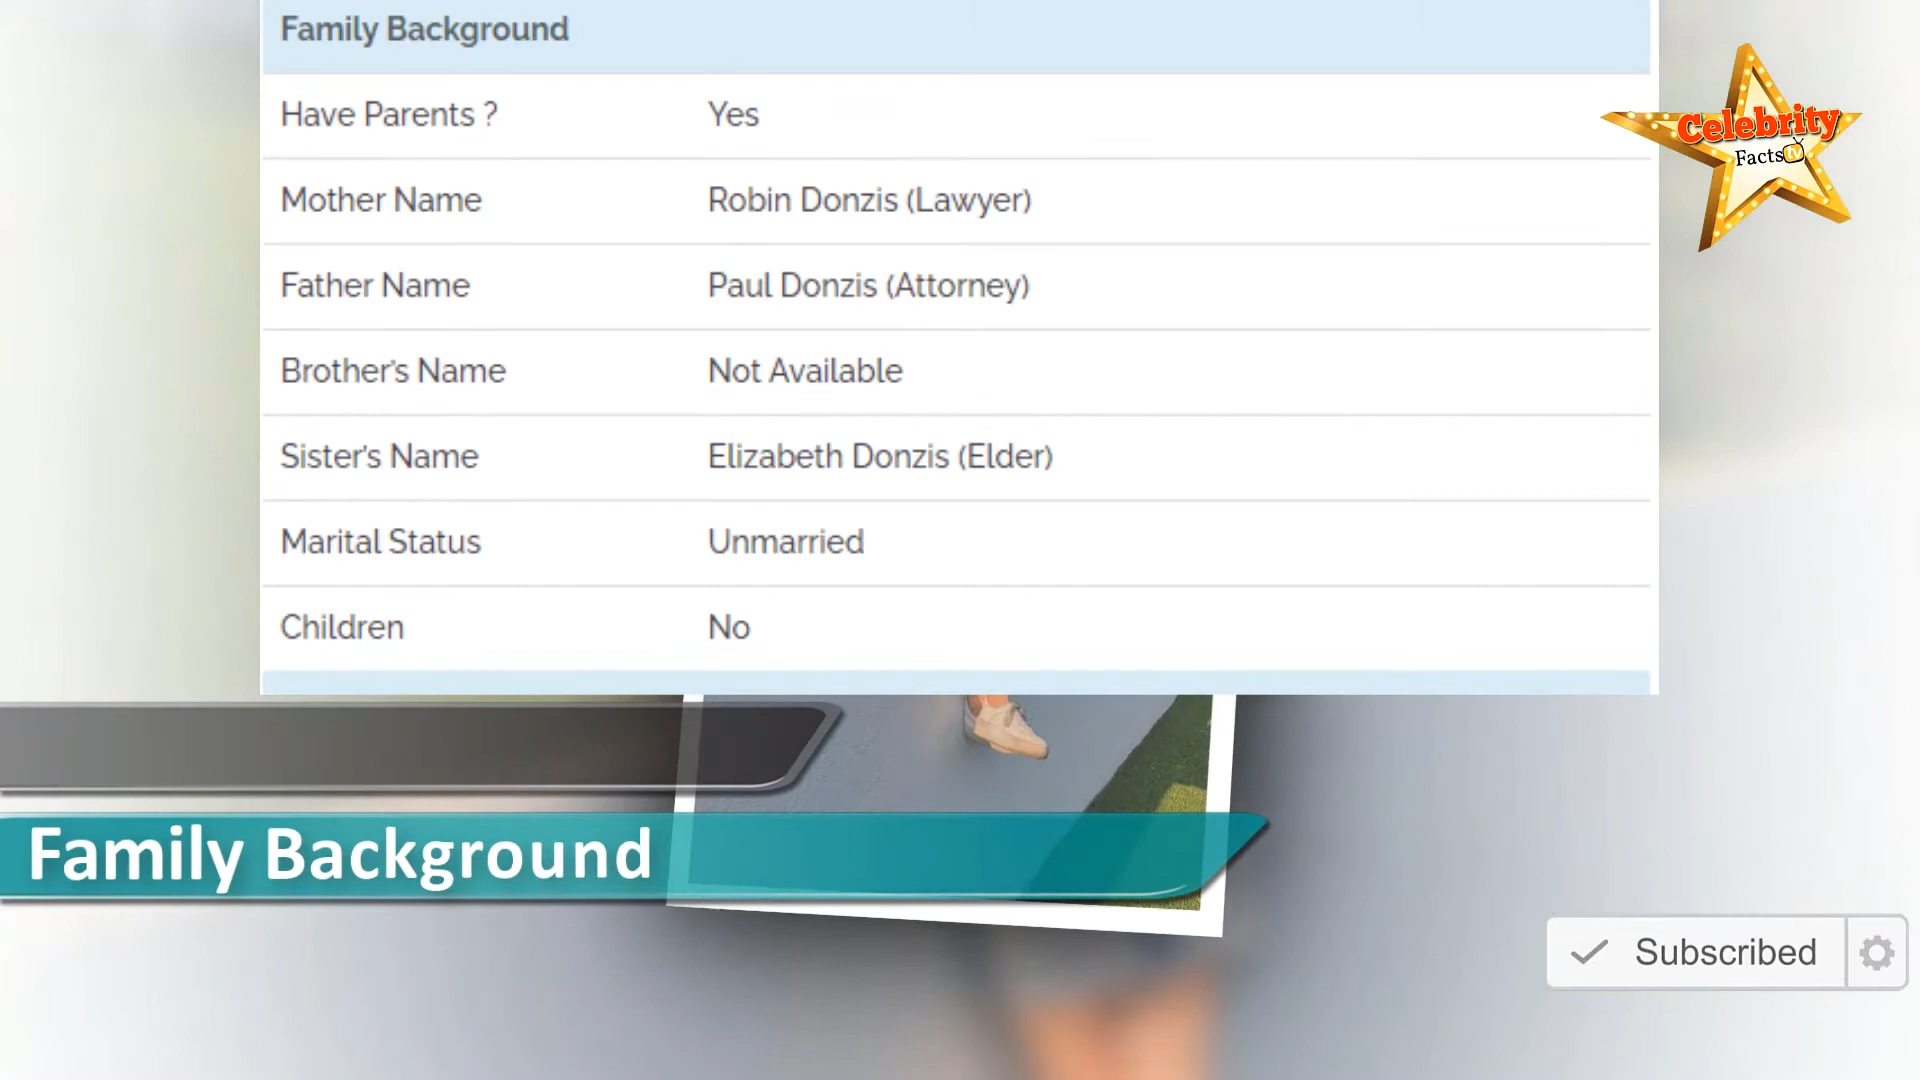 Family Background
Have Parents ? Yes
Mother Name Robin Donzis (Lawyer)
Father Name Paul Donzis (Attorney)
Brother's Name Not Available
Sister's Name Elizabeth Donzis (Elder)
Marital Status Unmarried
Children No
Celebrity
Facts TV
Family Background
Subscribed